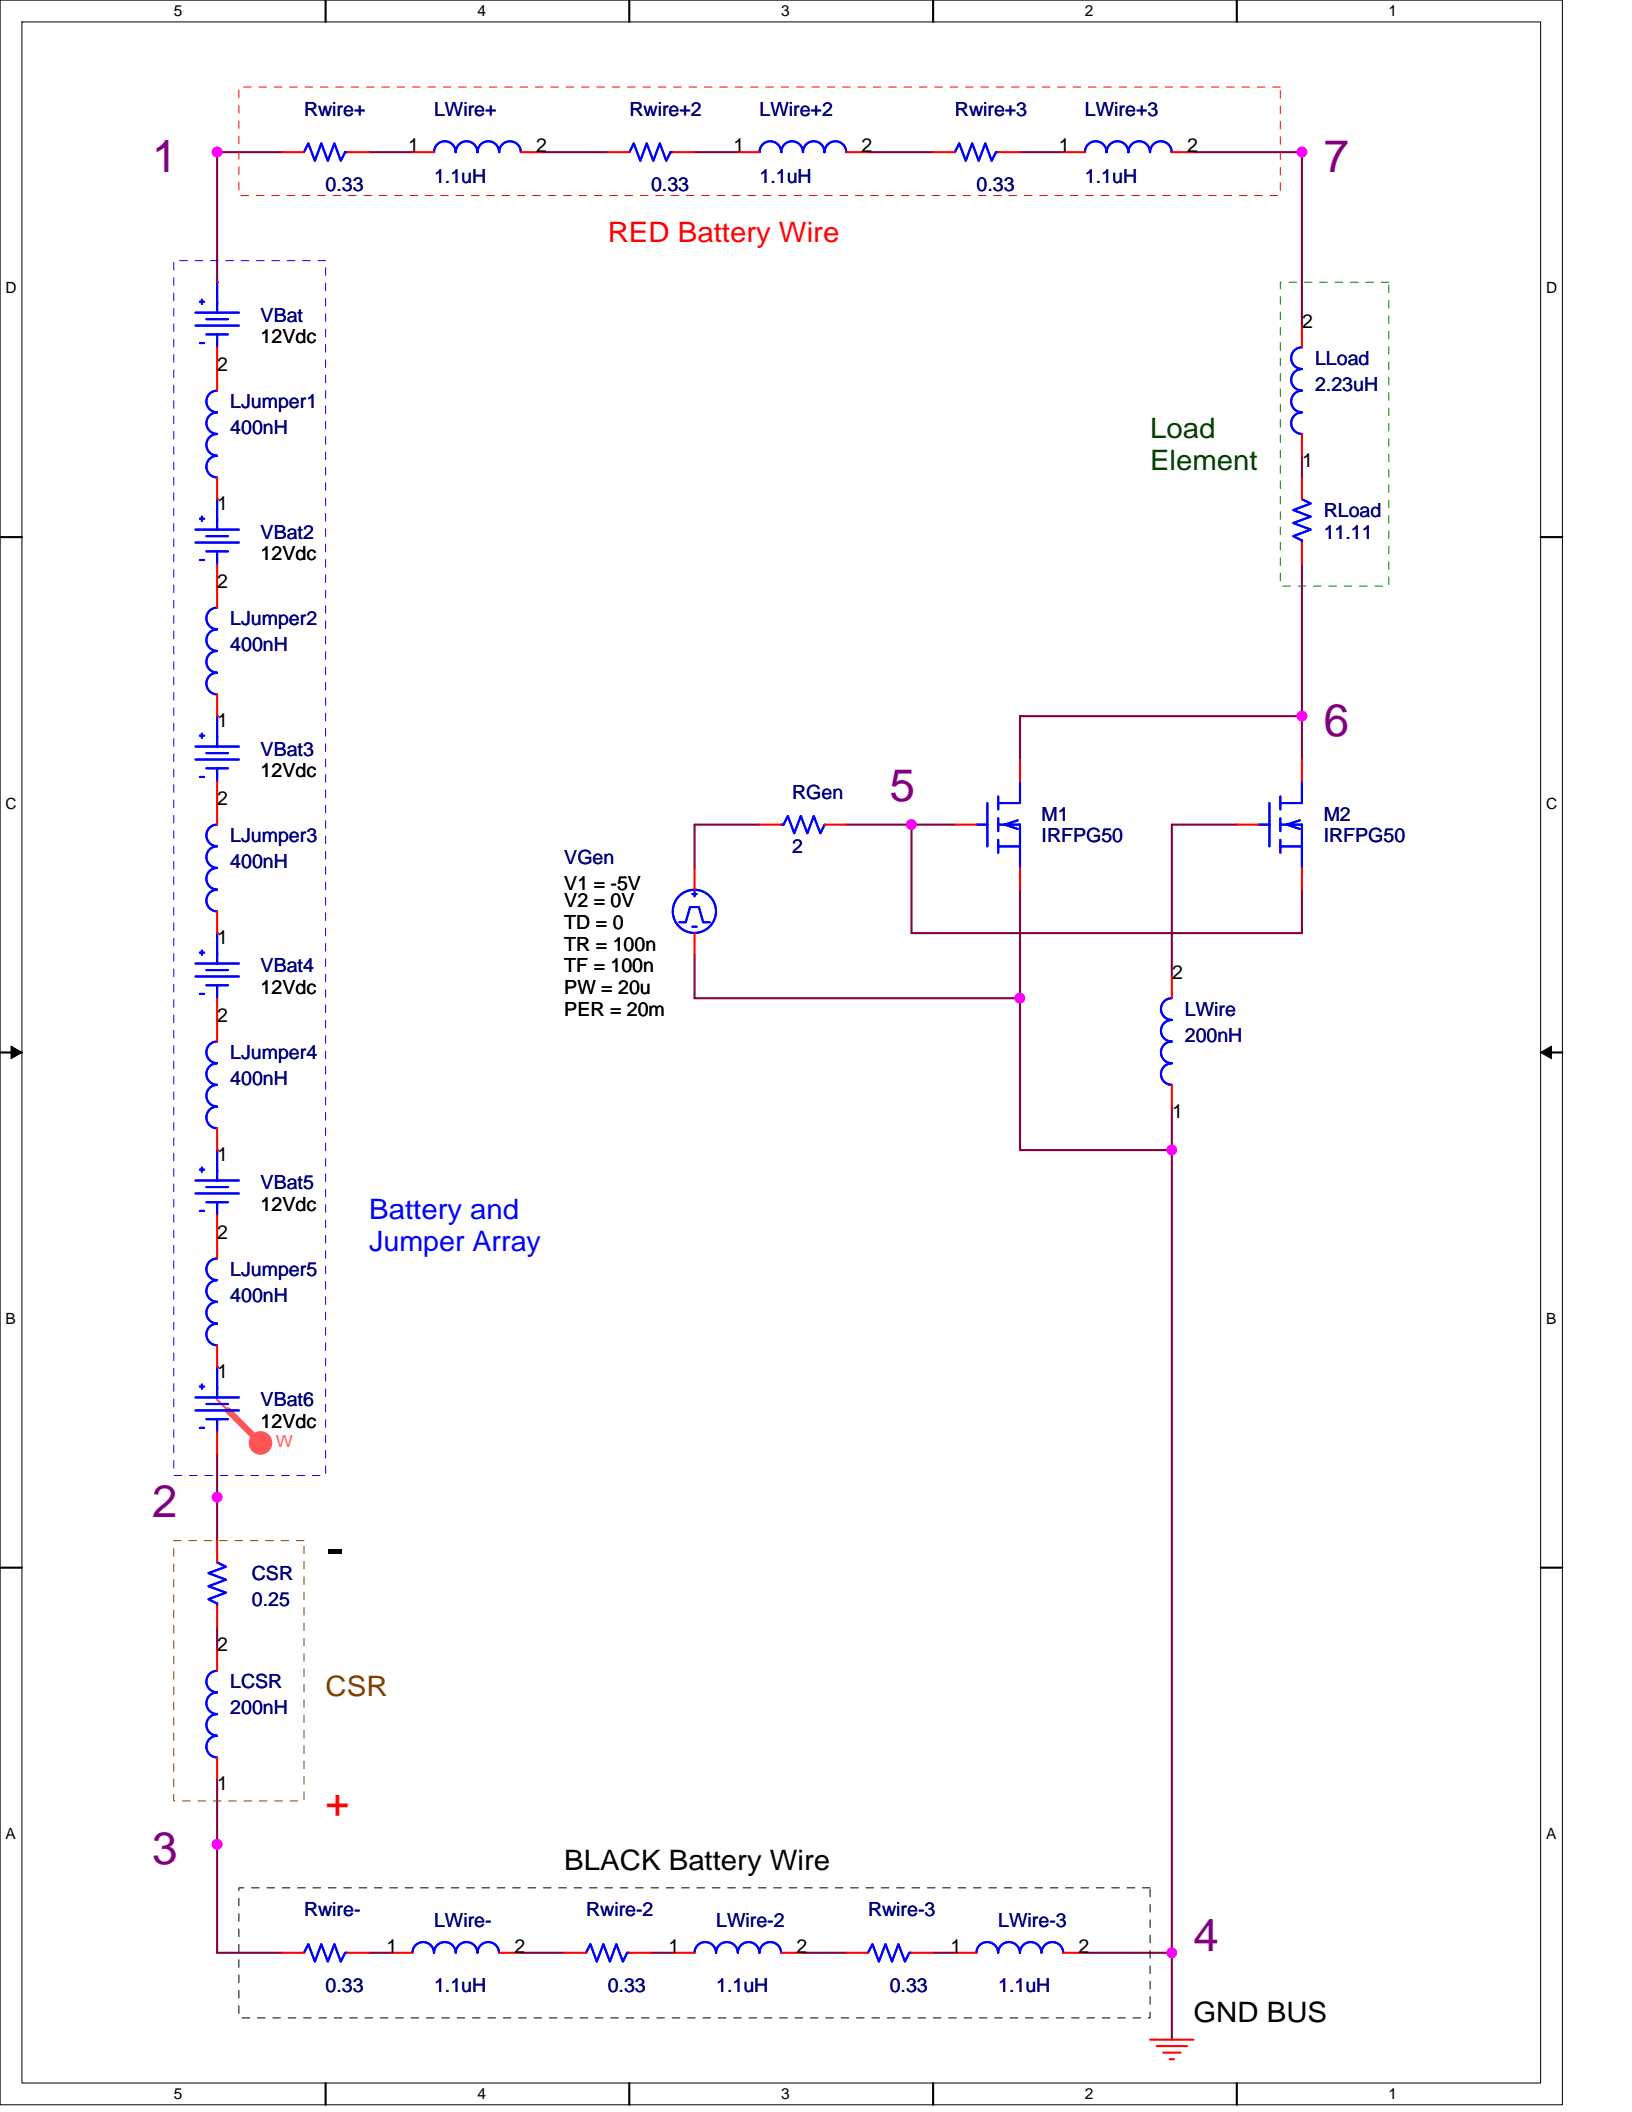 5 4 3 2 1
Rwire+ LWire+ Rwire+2 LWire+2 Rwire+3 LWire+3
1 1 2 1 2 1 2 7
0.33 1.1uH 0.33 1.1uH 0.33 1.1uH
RED Battery Wire
D D
+ VBat
- 12Vdc
2
LJumper1
400nH
1
+ VBat2
- 12Vdc
2
LJumper2
400nH
1
+ VBat3
- 12Vdc
2
LJumper3
400nH
1
+ VBat4
- 12Vdc
2
LJumper4
400nH
1
+ VBat5
- 12Vdc
2
LJumper5
400nH
1
+ VBat6
- 12Vdc
W
Battery and
Jumper Array
2
LLoad
2.23uH
1
RLoad
11.11
Load
Element
6
C C
RGen
2
5
M1
IRFPG50
M2
IRFPG50
VGen
V1 = -5V
V2 = 0V
TD = 0
TR = 100n
TF = 100n
PW = 20u
PER = 20m
+
-
2
LWire
200nH
1
B B
2
-
CSR
0.25
2
LCSR
200nH
1
CSR
+
3
A A
BLACK Battery Wire
Rwire- LWire- Rwire-2 LWire-2 Rwire-3 LWire-3
1 2 1 2 1 2 4
0.33 1.1uH 0.33 1.1uH 0.33 1.1uH
GND BUS
5 4 3 2 1